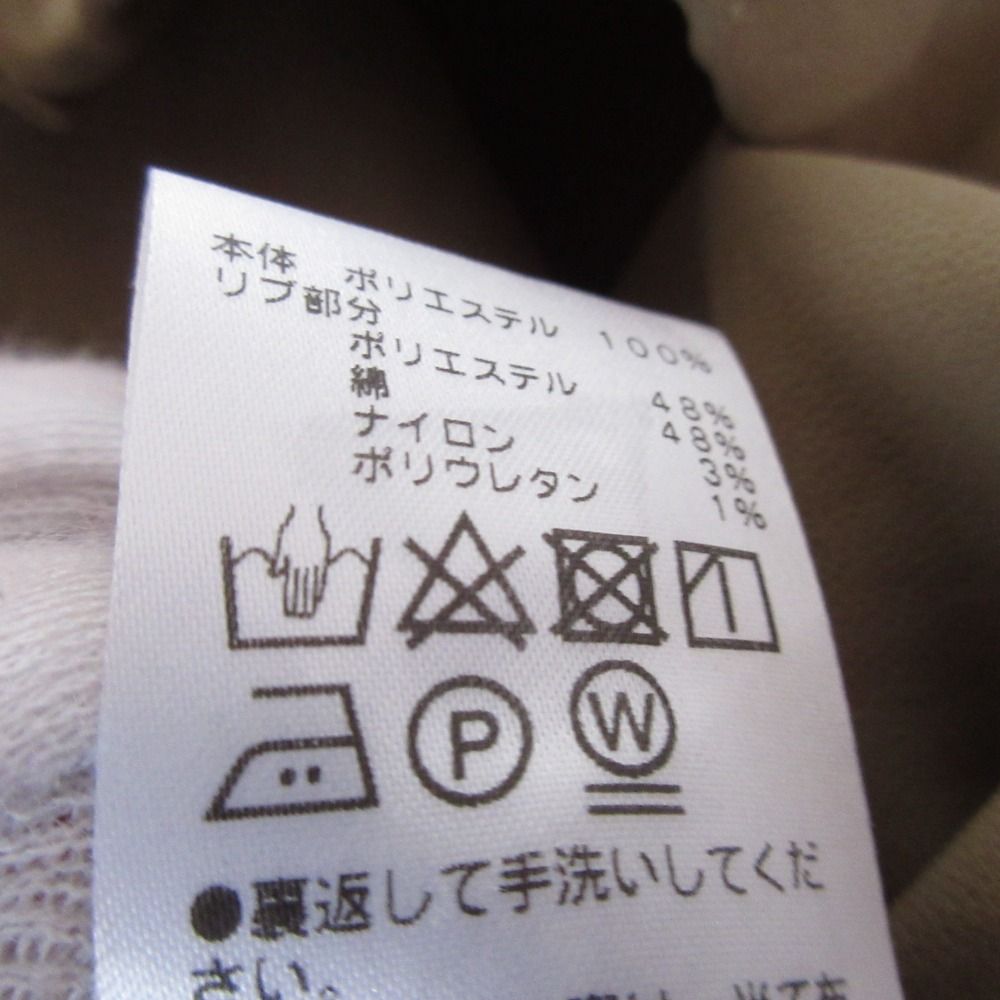 本体 ポリエステル 100%
リブ部分
ポリエステル 48%
綿 48%
ナイロン 3%
ポリウレタン 1%
P W
●裏返して手洗いしてくだ
さい。